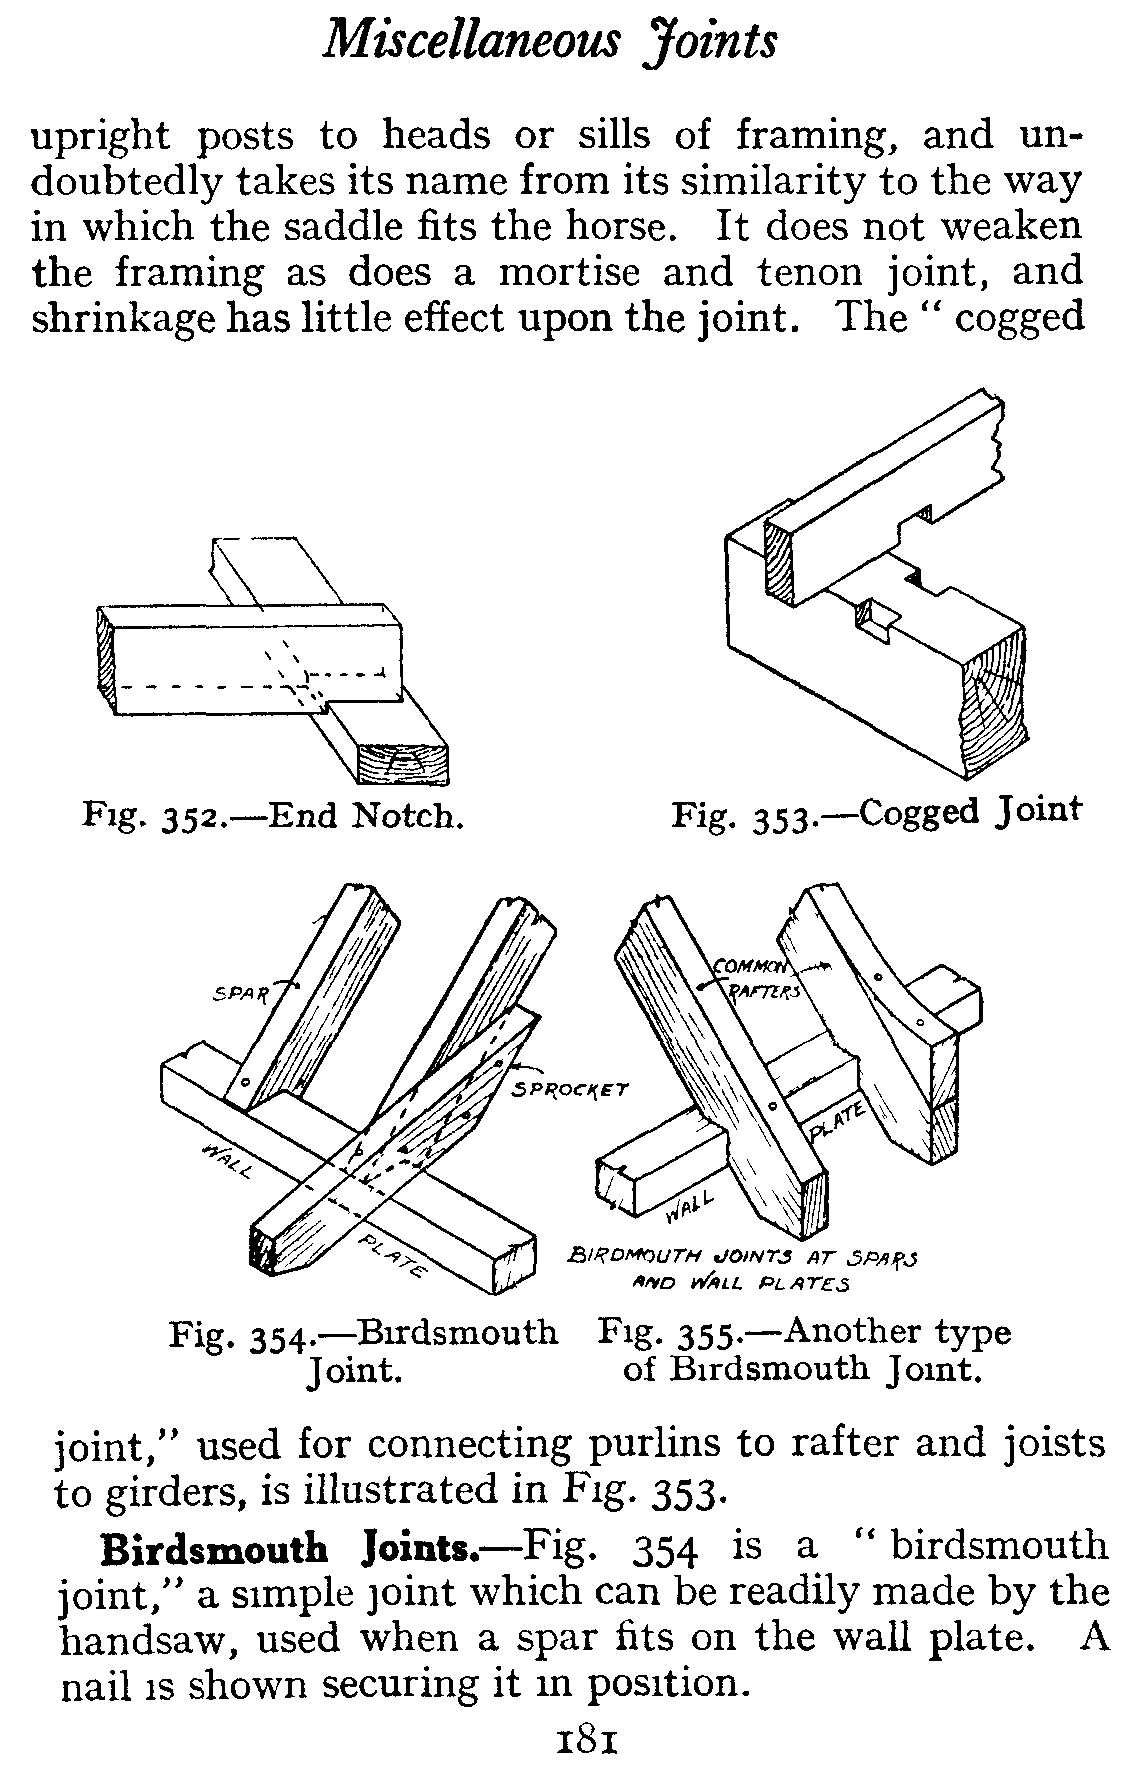 Miscellaneous Joints
upright posts to heads or sills of framing, and un-
doubtedly takes its name from its similarity to the way
in which the saddle fits the horse. It does not weaken
the framing as does a mortise and tenon joint, and
shrinkage has little effect upon the joint. The “ cogged
Fig. 352.—End Notch.
Fig. 353.—Cogged Joint
SPAR
SPROCKET
WALL
PLATE
COMMON
RAFTERS
PLATE
WALL
BIRDMOUTH JOINTS AT SPARS
AND WALL PLATES
Fig. 354.—Birdsmouth
Joint.
Fig. 355.—Another type
of Birdsmouth Joint.
joint,” used for connecting purlins to rafter and joists
to girders, is illustrated in Fig. 353.
Birdsmouth Joints.—Fig. 354 is a “ birdsmouth
joint,” a simple joint which can be readily made by the
handsaw, used when a spar fits on the wall plate. A
nail is shown securing it in position.
181